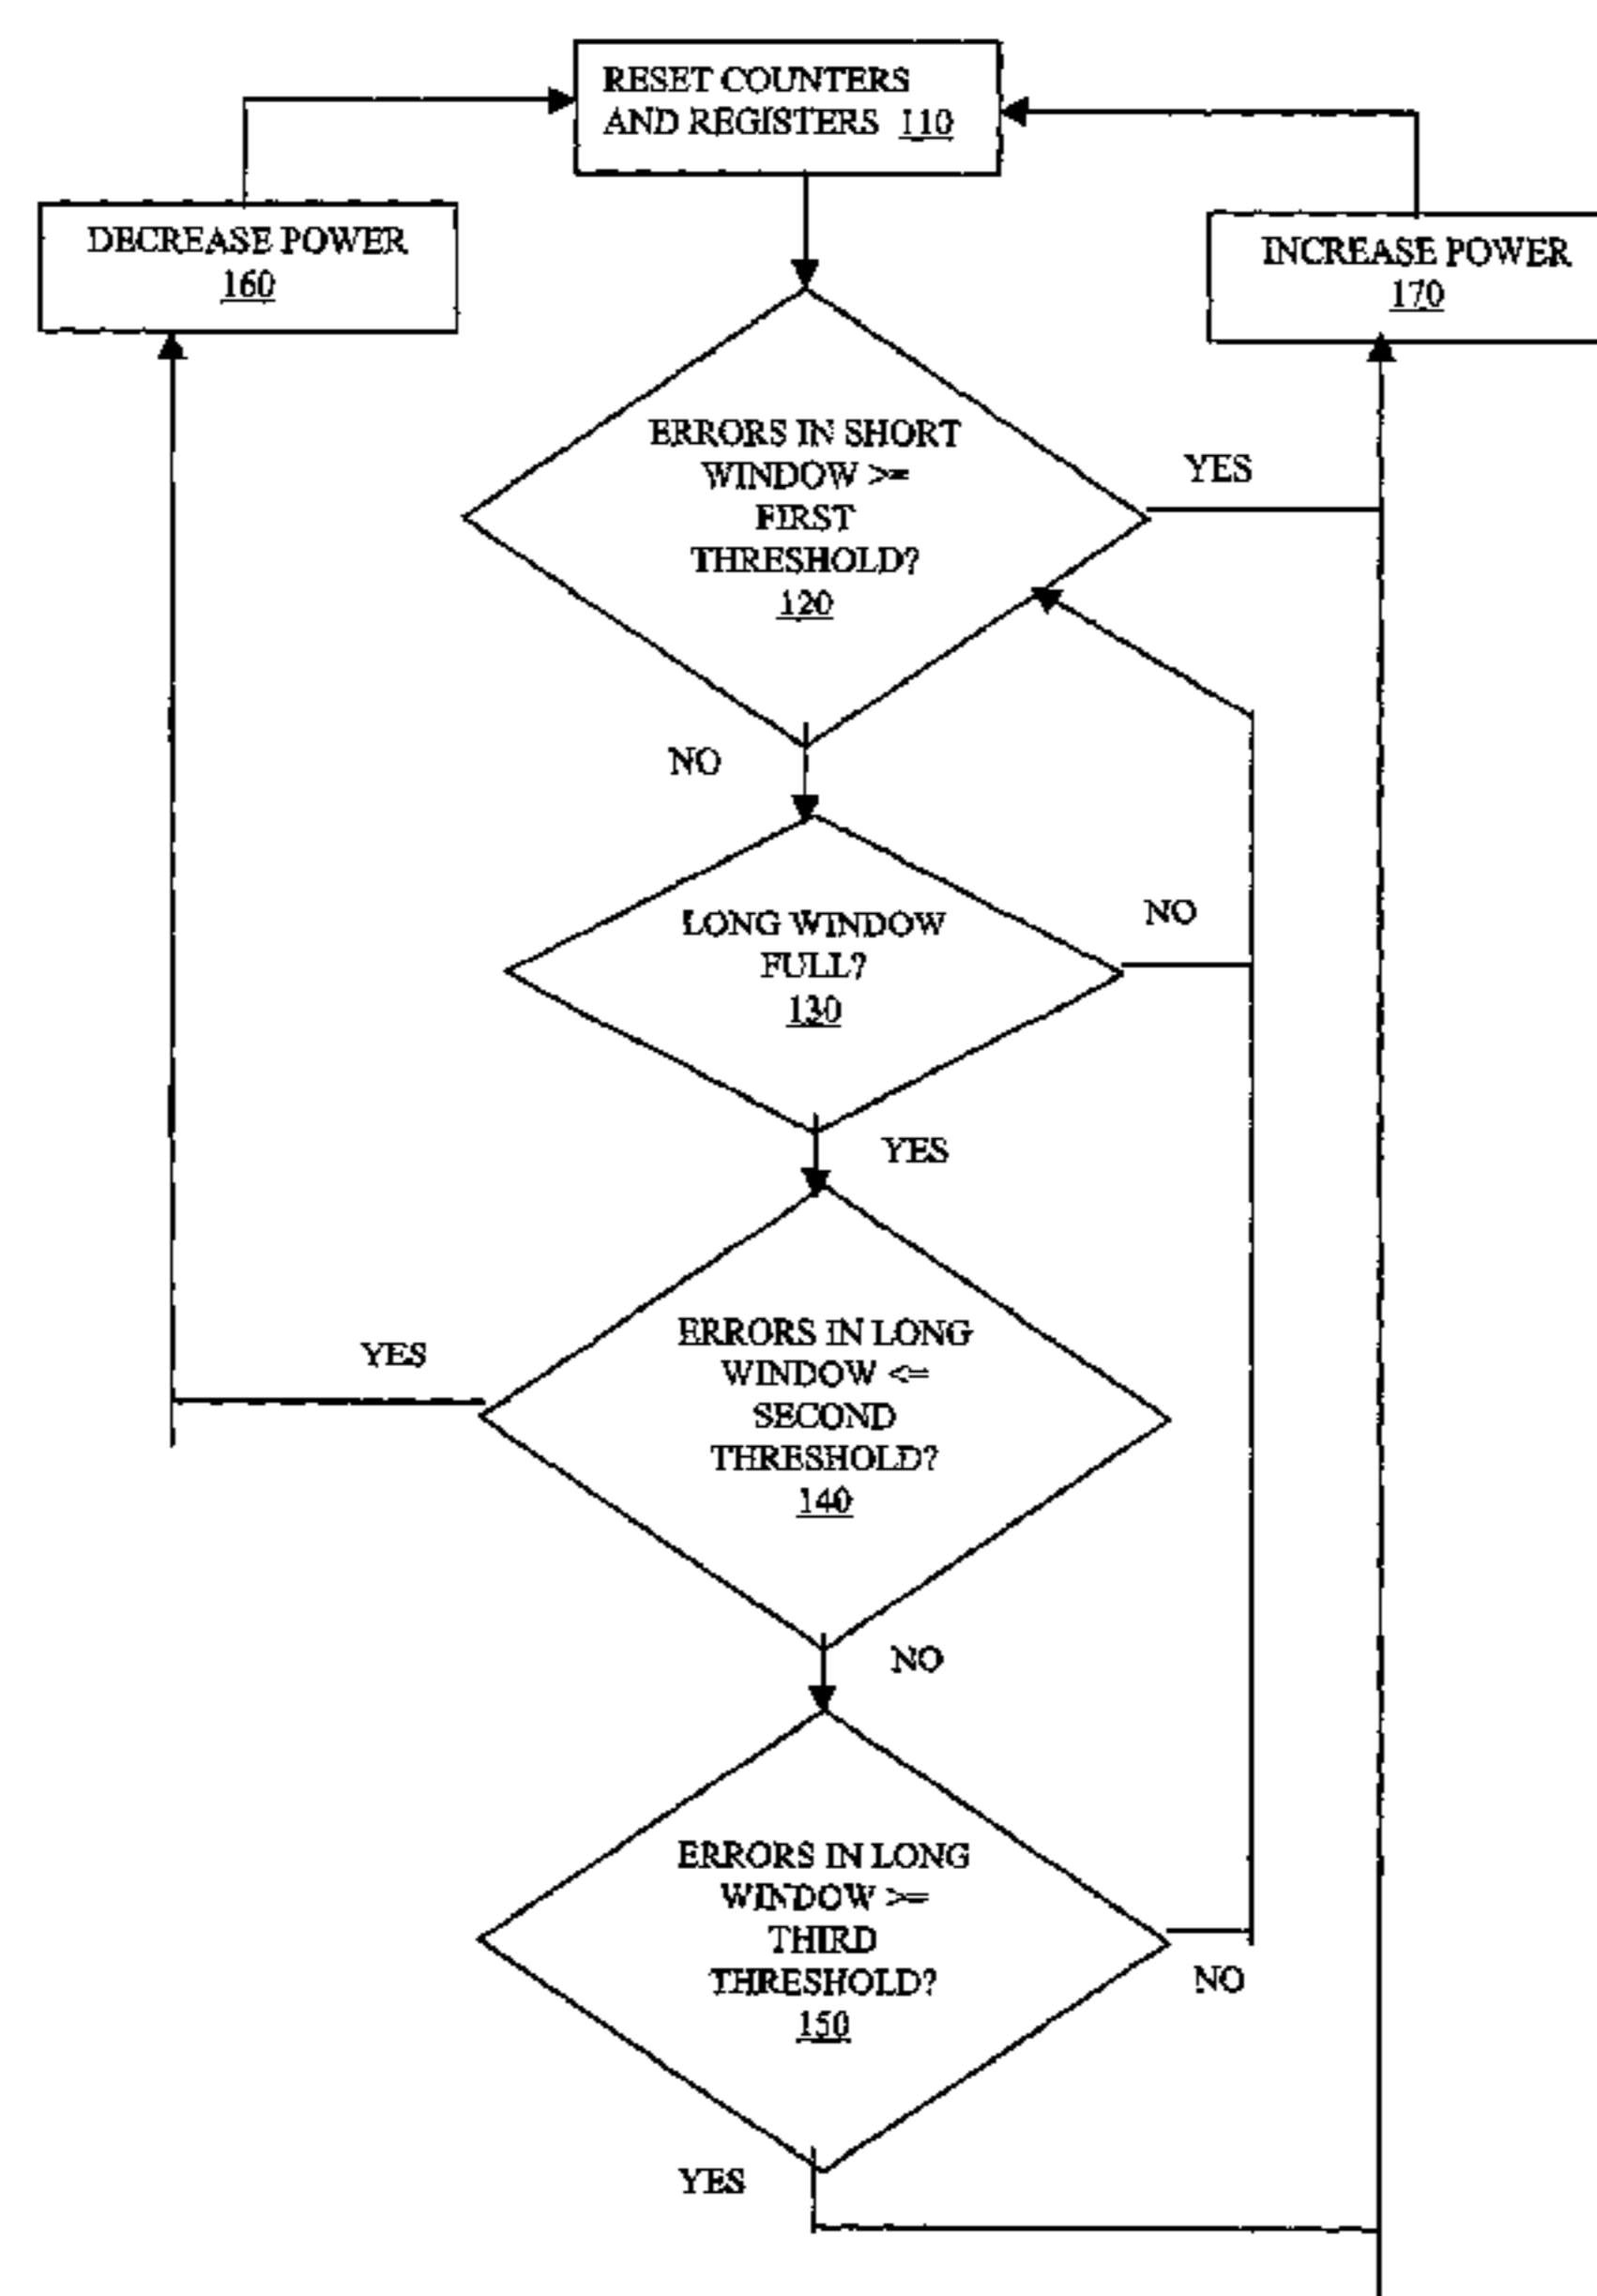 RESET COUNTERS
AND REGISTERS 110
DECREASE POWER
160
INCREASE POWER
170
ERRORS IN SHORT
WINDOW >=
FIRST
THRESHOLD?
120
YES
NO
LONG WINDOW
FULL?
130
NO
YES
ERRORS IN LONG
WINDOW <=
SECOND
THRESHOLD?
140
YES
NO
ERRORS IN LONG
WINDOW >=
THIRD
THRESHOLD?
150
NO
YES